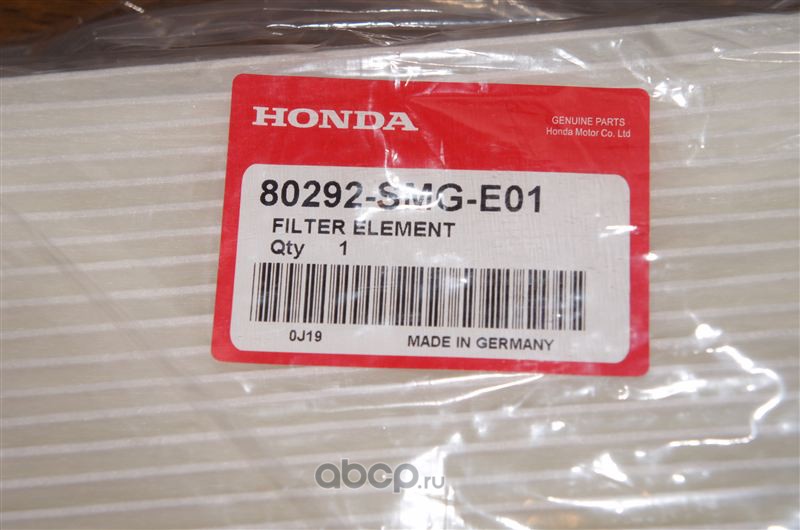 HONDA
GENUINE PARTS
Honda Motor Co. Ltd
80292-SMG-E01
FILTER ELEMENT
Qty 1
0J19
MADE IN GERMANY
abcp.ru